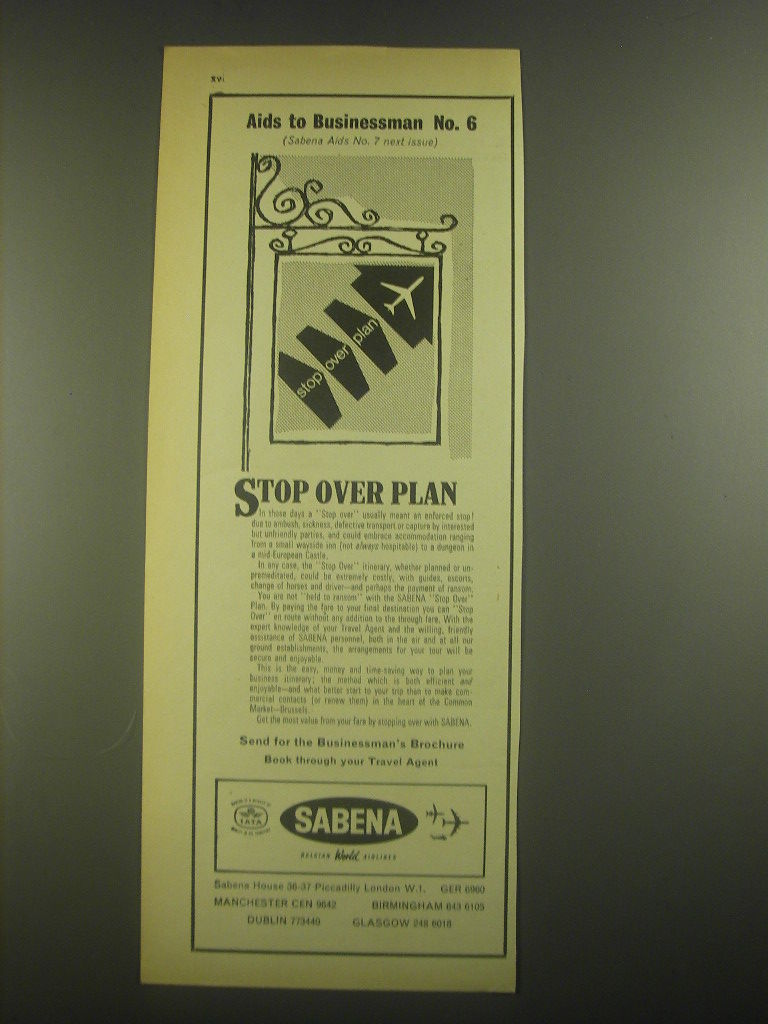 xvi
Aids to Businessman No. 6
(Sabena Aids No. 7 next issue)
stop over plan
STOP OVER PLAN
In those days a "Stop over" usually meant an enforced stop!
due to ambush, sickness, defective transport or capture by interested
but unfriendly parties, and could embrace accommodation ranging
from a small wayside inn (not always hospitable) to a dungeon in
a mid-European Castle.
In any case, the "Stop Over" itinerary, whether planned or un-
premeditated, could be extremely costly, with guides, escorts,
change of horses and driver—and perhaps the payment of ransom.
You are not "held to ransom" with the SABENA "Stop Over"
Plan. By paying the fare to your final destination you can "Stop
Over" en route without any addition to the through fare. With the
expert knowledge of your Travel Agent and the willing, friendly
assistance of SABENA personnel, both in the air and at all our
ground establishments, the arrangements for your tour will be
secure and enjoyable.
This is the easy, money and time-saving way to plan your
business itinerary; the method which is both efficient and
enjoyable—and what better start to your trip than to make com-
mercial contacts (or renew them) in the heart of the Common
Market—Brussels.
Get the most value from your fare by stopping over with SABENA.
Send for the Businessman's Brochure
Book through your Travel Agent
IATA
SABENA
BELGIAN World AIRLINES
Sabena House 36-37 Piccadilly London W.1. GER 6960
MANCHESTER CEN 9842 BIRMINGHAM 643 6105
DUBLIN 773440 GLASGOW 248 6018